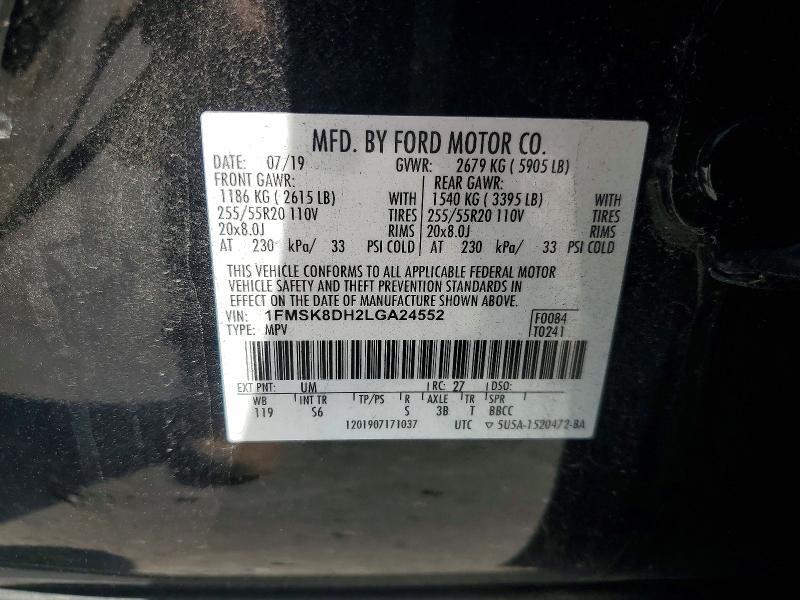 MFD. BY FORD MOTOR CO.
DATE: 07/19 GVWR: 2679 KG ( 5905 LB)
FRONT GAWR: REAR GAWR:
1186 KG ( 2615 LB) WITH 1540 KG ( 3395 LB) WITH
255/55R20 110V TIRES 255/55R20 110V TIRES
20x8.0J RIMS 20x8.0J RIMS
AT 230 kPa/ 33 PSI COLD AT 230 kPa/ 33 PSI COLD
THIS VEHICLE CONFORMS TO ALL APPLICABLE FEDERAL MOTOR
VEHICLE SAFETY AND THEFT PREVENTION STANDARDS IN
EFFECT ON THE DATE OF MANUFACTURE SHOWN ABOVE.
VIN: 1FMSK8DH2LGA24552 F0084
TYPE: MPV T0241
EXT PNT: UM RC: 27 DSO:
WB INT TR TP/PS R AXLE TR SPR
119 S6 S 3B T BBCC
1201907171037 UTC ▽ 5U5A-1520472-BA